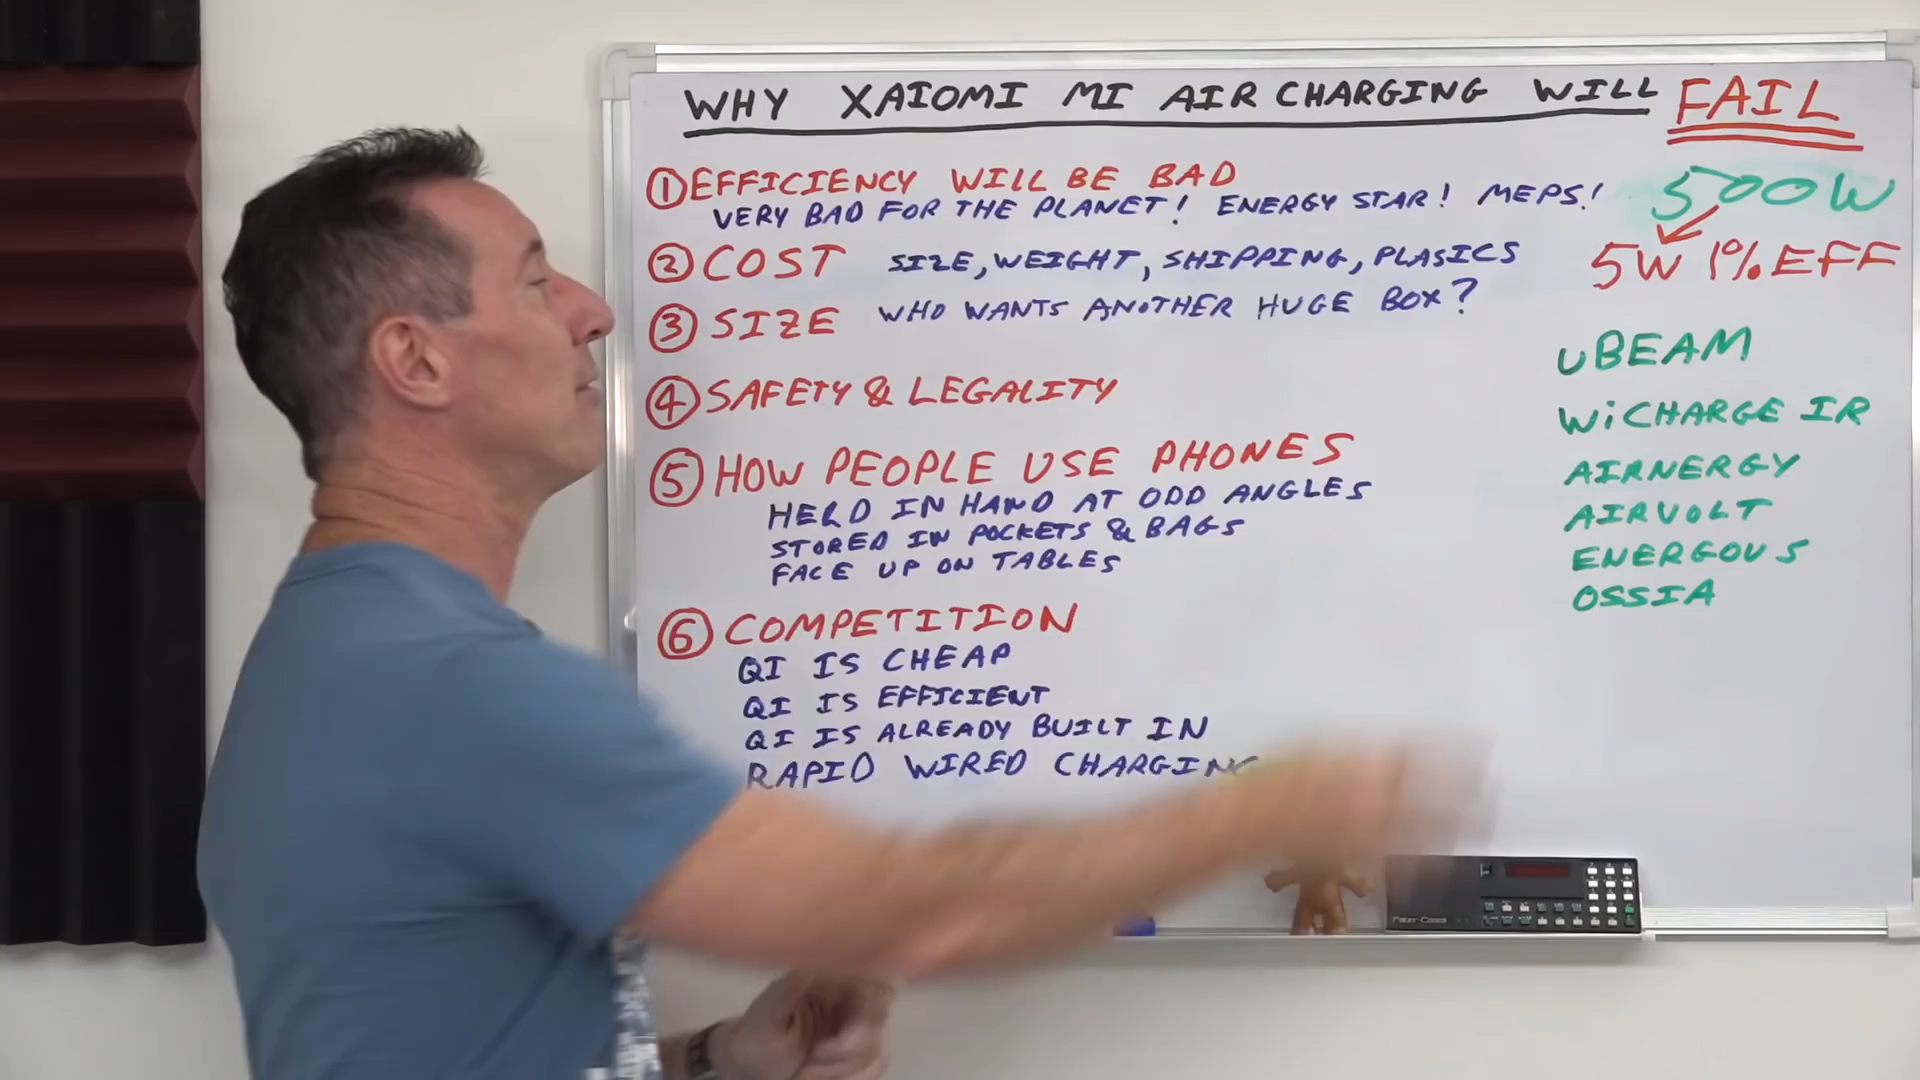 WHY XAIOMI MI AIR CHARGING WILL FAIL
① EFFICIENCY WILL BE BAD
VERY BAD FOR THE PLANET! ENERGY STAR! MEPS!
② COST SIZE, WEIGHT, SHIPPING, PLASICS
③ SIZE WHO WANTS ANOTHER HUGE BOX?
④ SAFETY & LEGALITY
⑤ HOW PEOPLE USE PHONES
HELD IN HAND AT ODD ANGLES
STORED IN POCKETS & BAGS
FACE UP ON TABLES
⑥ COMPETITION
QI IS CHEAP
QI IS EFFICIENT
QI IS ALREADY BUILT IN
RAPID WIRED CHARGING
500W
5W 1% EFF
uBEAM
WiCHARGE IR
AIRNERGY
AIRVOLT
ENERGOUS
OSSIA
Faber-Castell